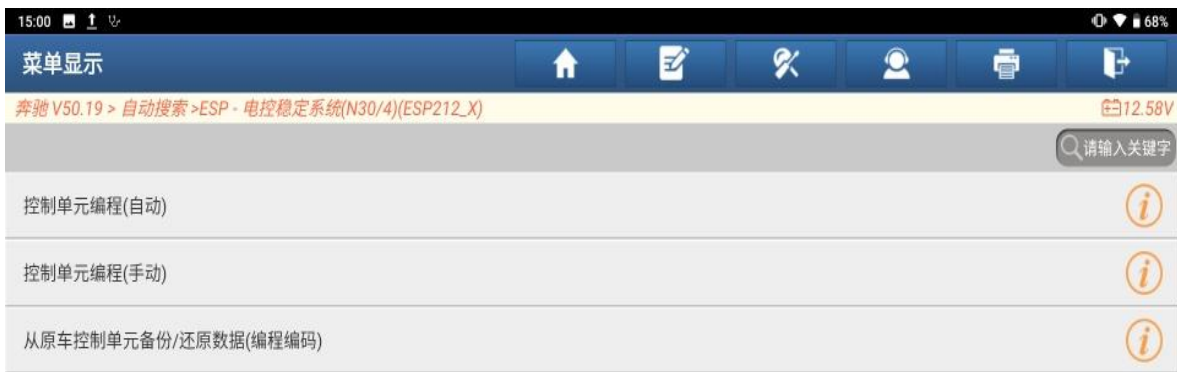 15:00 68%
菜单显示
奔驰 V50.19 > 自动搜索 >ESP - 电控稳定系统(N30/4)(ESP212_X) 12.58V
请输入关键字
控制单元编程(自动)
控制单元编程(手动)
从原车控制单元备份/还原数据(编程编码)